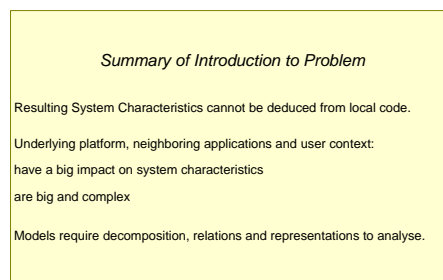 Summary of Introduction to Problem
Resulting System Characteristics cannot be deduced from local code.
Underlying platform, neighboring applications and user context:
have a big impact on system characteristics
are big and complex
Models require decomposition, relations and representations to analyse.